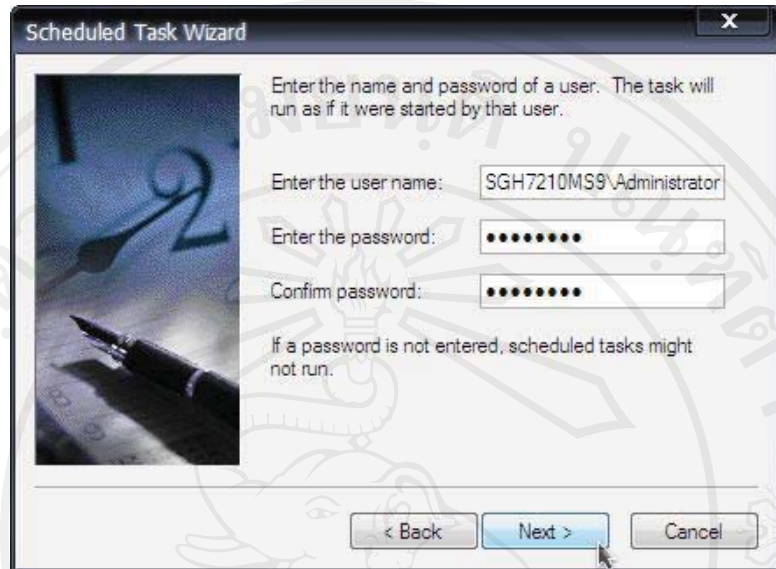 Scheduled Task Wizard
x
Enter the name and password of a user. The task will
run as if it were started by that user.
Enter the user name: SGH7210MS9\Administrator
Enter the password: ●●●●●●●●
Confirm password: ●●●●●●●●
If a password is not entered, scheduled tasks might
not run.
< Back Next > Cancel